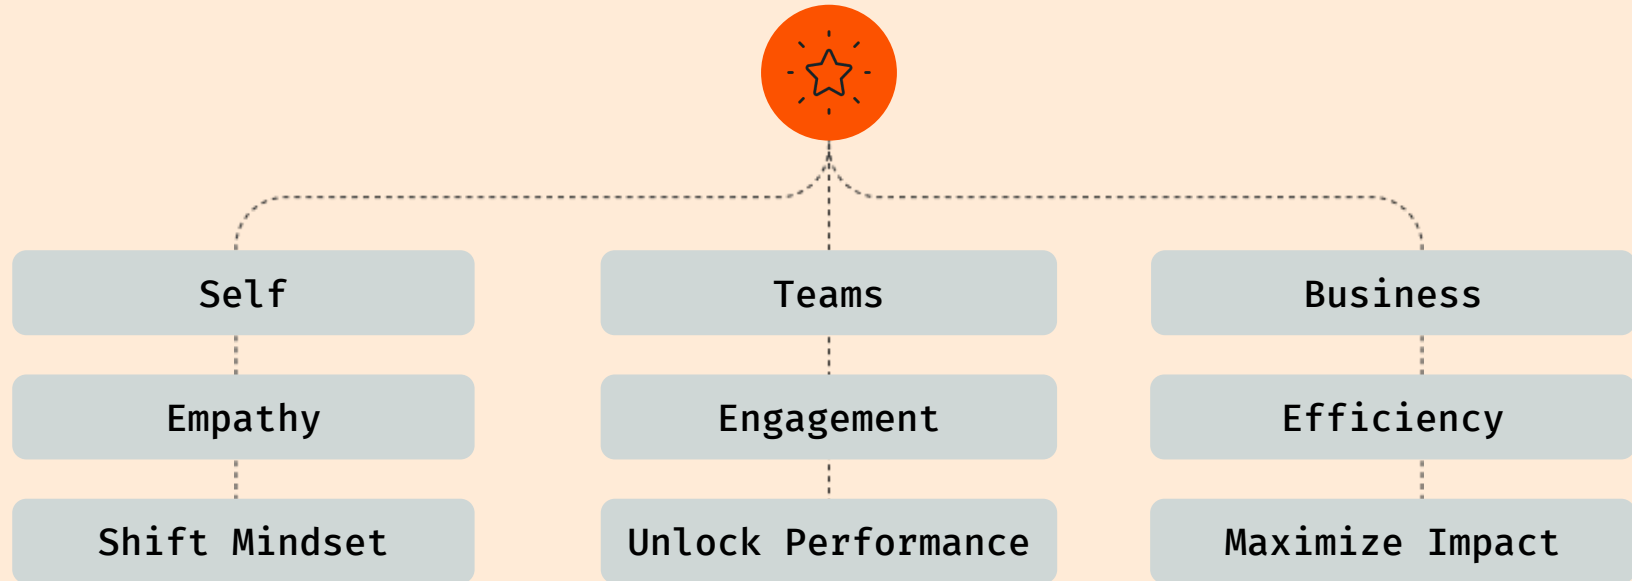 Self
Teams
Business
Empathy
Engagement
Efficiency
Shift Mindset
Unlock Performance
Maximize Impact